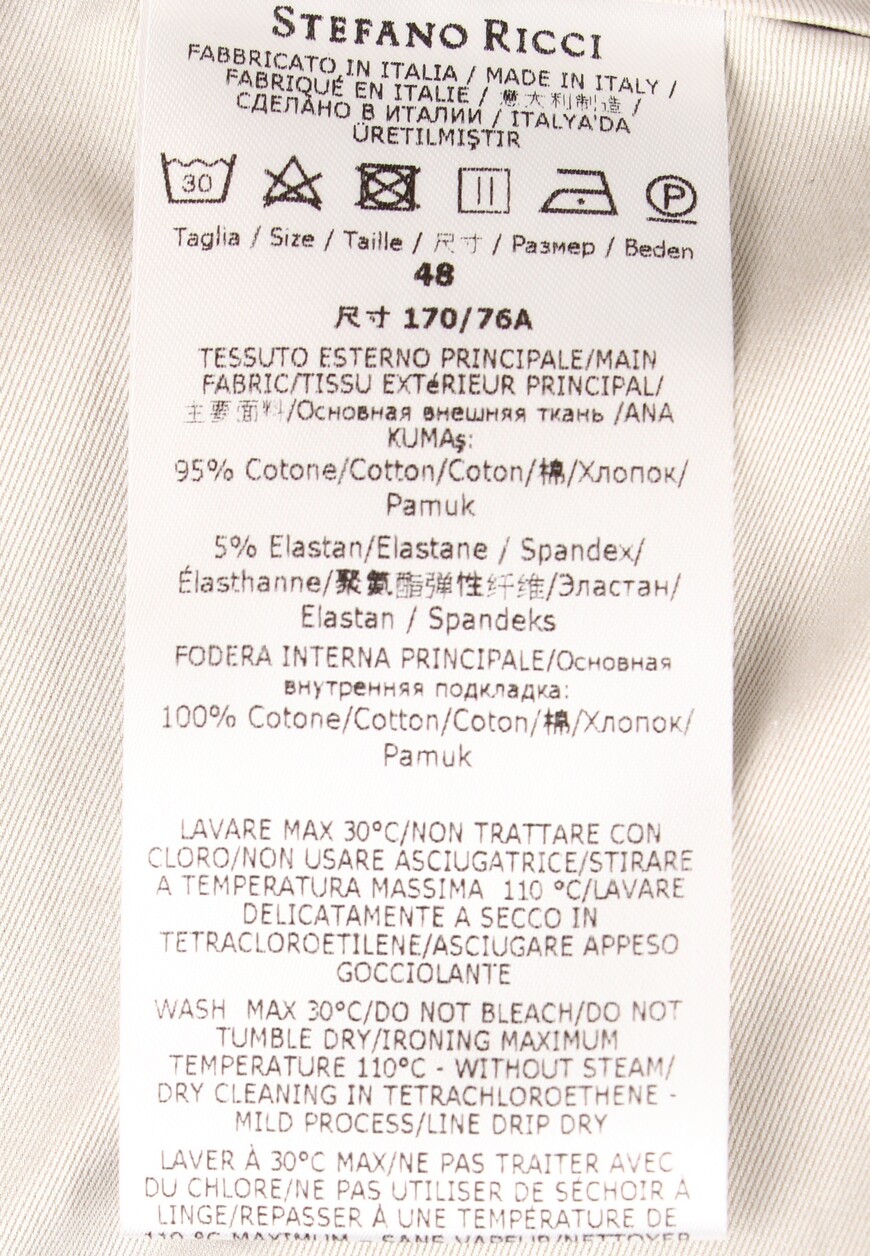 STEFANO RICCI
FABBRICATO IN ITALIA / MADE IN ITALY /
FABRIQUÉ EN ITALIE / 意大利制造 /
СДЕЛАНО В ИТАЛИИ / ITALYA'DA
ÜRETILMIŞTIR
30
P
Taglia / Size / Taille / 尺寸 / Размер / Beden
48
尺寸 170/76A
TESSUTO ESTERNO PRINCIPALE/MAIN
FABRIC/TISSU EXTéRIEUR PRINCIPAL/
主要面料/Основная внешняя ткань /ANA
KUMAş:
95% Cotone/Cotton/Coton/棉/Хлопок/
Pamuk
5% Elastan/Elastane / Spandex/
Élasthanne/聚氨酯弹性纤维/Эластан/
Elastan / Spandeks
FODERA INTERNA PRINCIPALE/Основная
внутренняя подкладка:
100% Cotone/Cotton/Coton/棉/Хлопок/
Pamuk
LAVARE MAX 30°C/NON TRATTARE CON
CLORO/NON USARE ASCIUGATRICE/STIRARE
A TEMPERATURA MASSIMA 110 °C/LAVARE
DELICATAMENTE A SECCO IN
TETRACLOROETILENE/ASCIUGARE APPESO
GOCCIOLANTE
WASH MAX 30°C/DO NOT BLEACH/DO NOT
TUMBLE DRY/IRONING MAXIMUM
TEMPERATURE 110°C - WITHOUT STEAM/
DRY CLEANING IN TETRACHLOROETHENE -
MILD PROCESS/LINE DRIP DRY
LAVER À 30°C MAX/NE PAS TRAITER AVEC
DU CHLORE/NE PAS UTILISER DE SÉCHOIR À
LINGE/REPASSER À UNE TEMPÉRATURE DE
110 °C MAXIMUM - SANS VAPEUR/NETTOYER